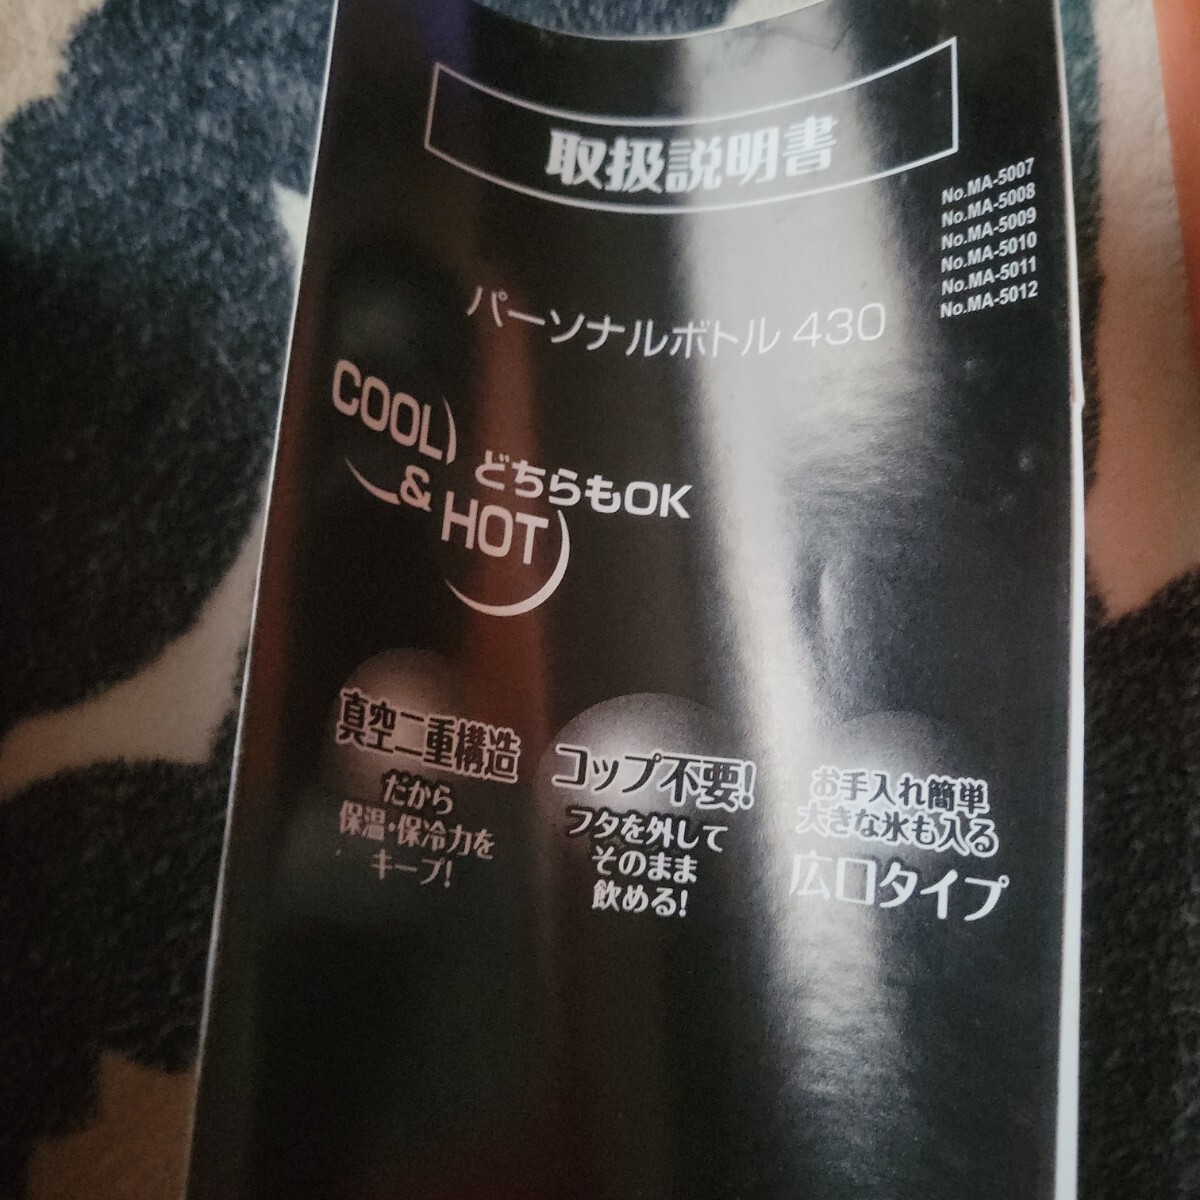 取扱説明書
No.MA-5007
No.MA-5008
No.MA-5009
No.MA-5010
No.MA-5011
No.MA-5012
パーソナルボトル 430
COOL
& HOT
どちらもOK
真空二重構造
だから
保温・保冷力を
キープ!
コップ不要!
フタを外して
そのまま
飲める!
お手入れ簡単
大きな氷も入る
広口タイプ